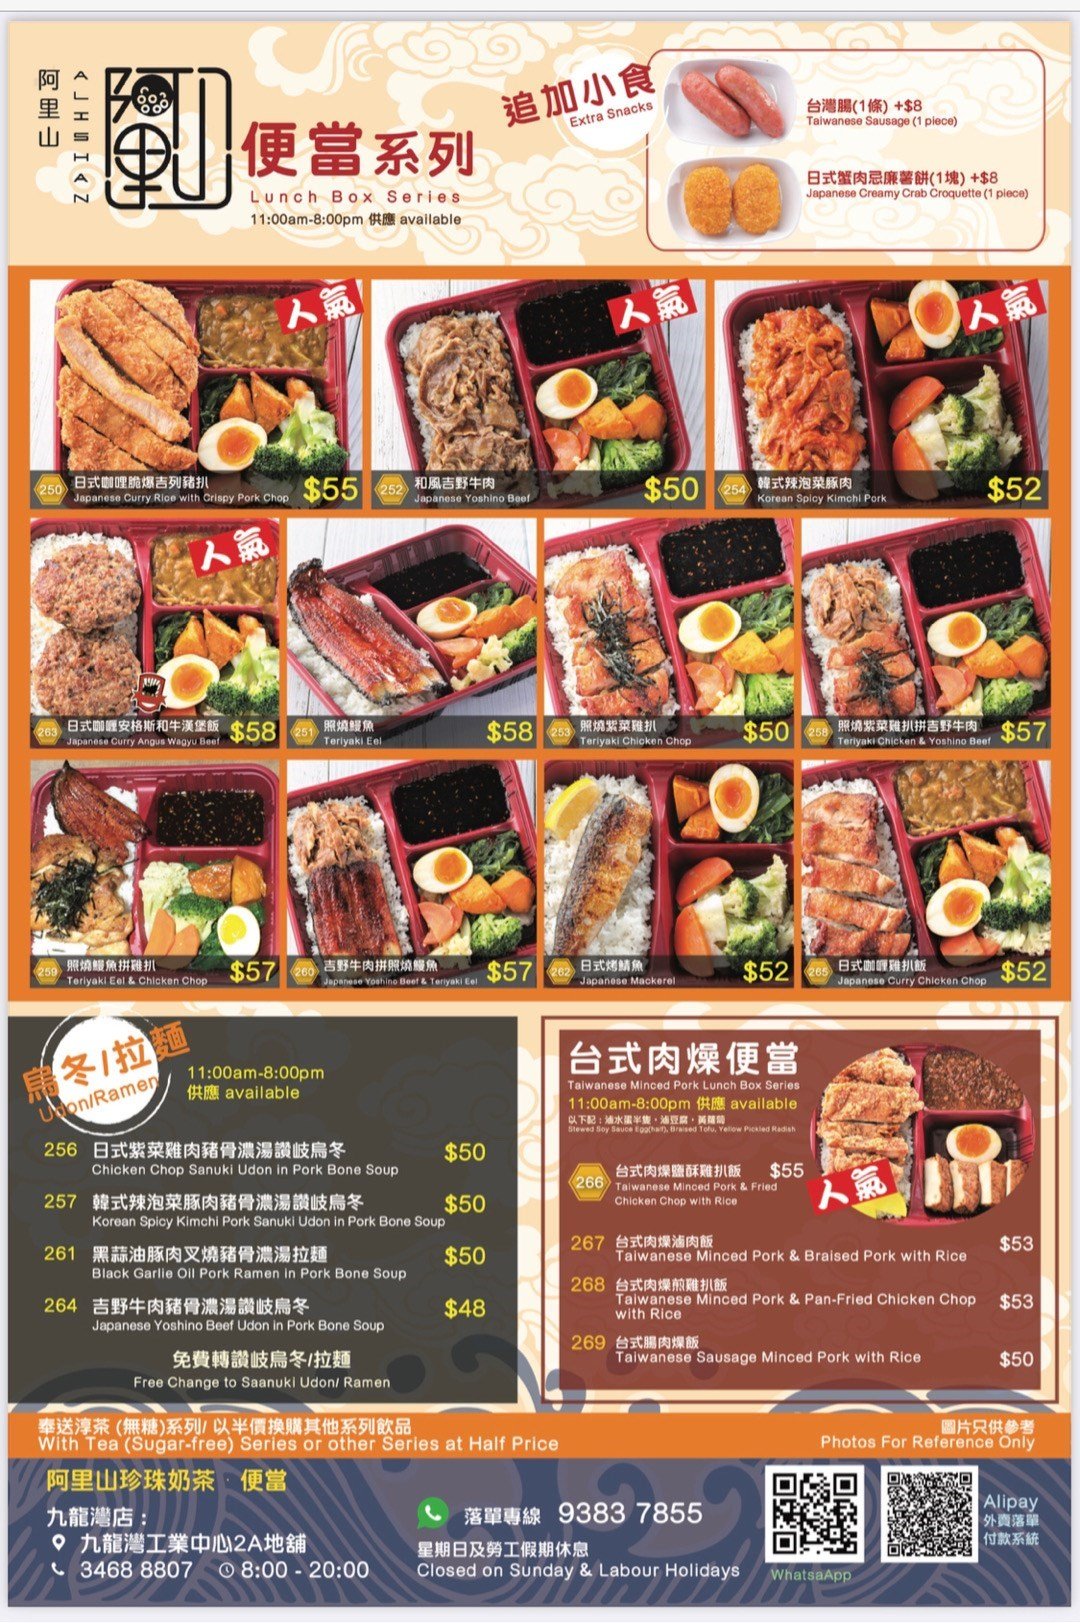 阿里山
ALISIAN
便當系列
Lunch Box Series
11:00am-8:00pm 供應 available
追加小食
Extra Snacks
台灣腸(1條) +$8
Taiwanese Sausage (1 piece)
日式蟹肉忌廉薯餅(1塊) +$8
Japanese Creamy Crab Croquette (1 piece)
人氣
250 日式咖哩脆爆吉列豬扒
Japanese Curry Rice with Crispy Pork Chop $55
人氣
252 和風吉野牛肉
Japanese Yoshino Beef $50
人氣
254 韓式辣泡菜豚肉
Korean Spicy Kimchi Pork $52
人氣
263 日式咖喱安格斯和牛漢堡飯
Japanese Curry Angus Wagyu Beef $58
251 照燒鰻魚
Teriyaki Eel $58
253 照燒紫菜雞扒
Teriyaki Chicken Chop $50
258 照燒紫菜雞扒拼吉野牛肉
Teriyaki Chicken & Yoshino Beef $57
259 照燒鰻魚拼雞扒
Teriyaki Eel & Chicken Chop $57
260 吉野牛肉拼照燒鰻魚
Japanese Yoshino Beef & Teriyaki Eel $57
262 日式烤鯖魚
Japanese Mackerel $52
265 日式咖喱雞扒飯
Japanese Curry Chicken Chop $52
烏冬/拉麵
Udon/Ramen
11:00am-8:00pm
供應 available
256 日式紫菜雞肉豬骨濃湯讚岐烏冬 $50
Chicken Chop Sanuki Udon in Pork Bone Soup
257 韓式辣泡菜豚肉豬骨濃湯讚岐烏冬 $50
Korean Spicy Kimchi Pork Sanuki Udon in Pork Bone Soup
261 黑蒜油豚肉叉燒豬骨濃湯拉麵 $50
Black Garlie Oil Pork Ramen in Pork Bone Soup
264 吉野牛肉豬骨濃湯讚岐烏冬 $48
Japanese Yoshino Beef Udon in Pork Bone Soup
免費轉讚岐烏冬/拉麵
Free Change to Saanuki Udon/ Ramen
台式肉燥便當
Taiwanese Minced Pork Lunch Box Series
11:00am-8:00pm 供應 available
以下配：滷水蛋半隻，滷豆腐，黃蘿蔔
Stewed Soy Sauce Egg(half), Braised Tofu, Yellow Pickled Radish
266 台式肉燥鹽酥雞扒飯 $55
Taiwanese Minced Pork & Fried
Chicken Chop with Rice
人氣
267 台式肉燥滷肉飯
Taiwanese Minced Pork & Braised Pork with Rice $53
268 台式肉燥煎雞扒飯
Taiwanese Minced Pork & Pan-Fried Chicken Chop
with Rice $53
269 台式腸肉燥飯
Taiwanese Sausage Minced Pork with Rice $50
奉送淳茶 (無糖)系列/ 以半價換購其他系列飲品
With Tea (Sugar-free) Series or other Series at Half Price
圖片只供參考
Photos For Reference Only
阿里山珍珠奶茶 · 便當
九龍灣店：
九龍灣工業中心2A地舖
3468 8807 8:00 - 20:00
落單專線 9383 7855
星期日及勞工假期休息
Closed on Sunday & Labour Holidays
WhatsaApp
Alipay
外賣落單
付款系統